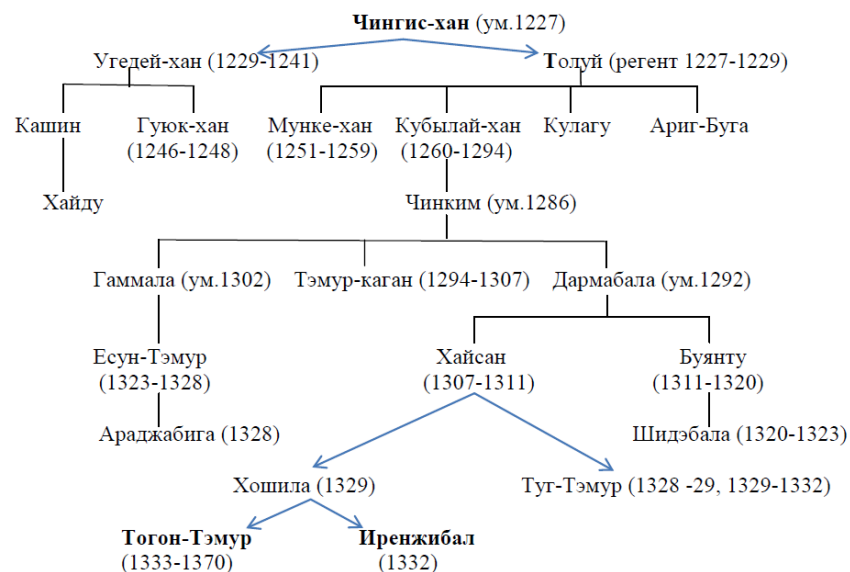 Чингис-хан (ум.1227)
Угедей-хан (1229-1241)
Толуй (регент 1227-1229)
Кашин
Гуюк-хан
(1246-1248)
Мунке-хан
(1251-1259)
Кубылай-хан
(1260-1294)
Кулагу
Ариг-Буга
Хайду
Чинким (ум.1286)
Гаммала (ум.1302)
Тэмур-каган (1294-1307)
Дармабала (ум.1292)
Есун-Тэмур
(1323-1328)
Хайсан
(1307-1311)
Буянту
(1311-1320)
Араджабига (1328)
Шидэбала (1320-1323)
Хошила (1329)
Туг-Тэмур (1328 -29, 1329-1332)
Тогон-Тэмур
(1333-1370)
Иренжибал
(1332)